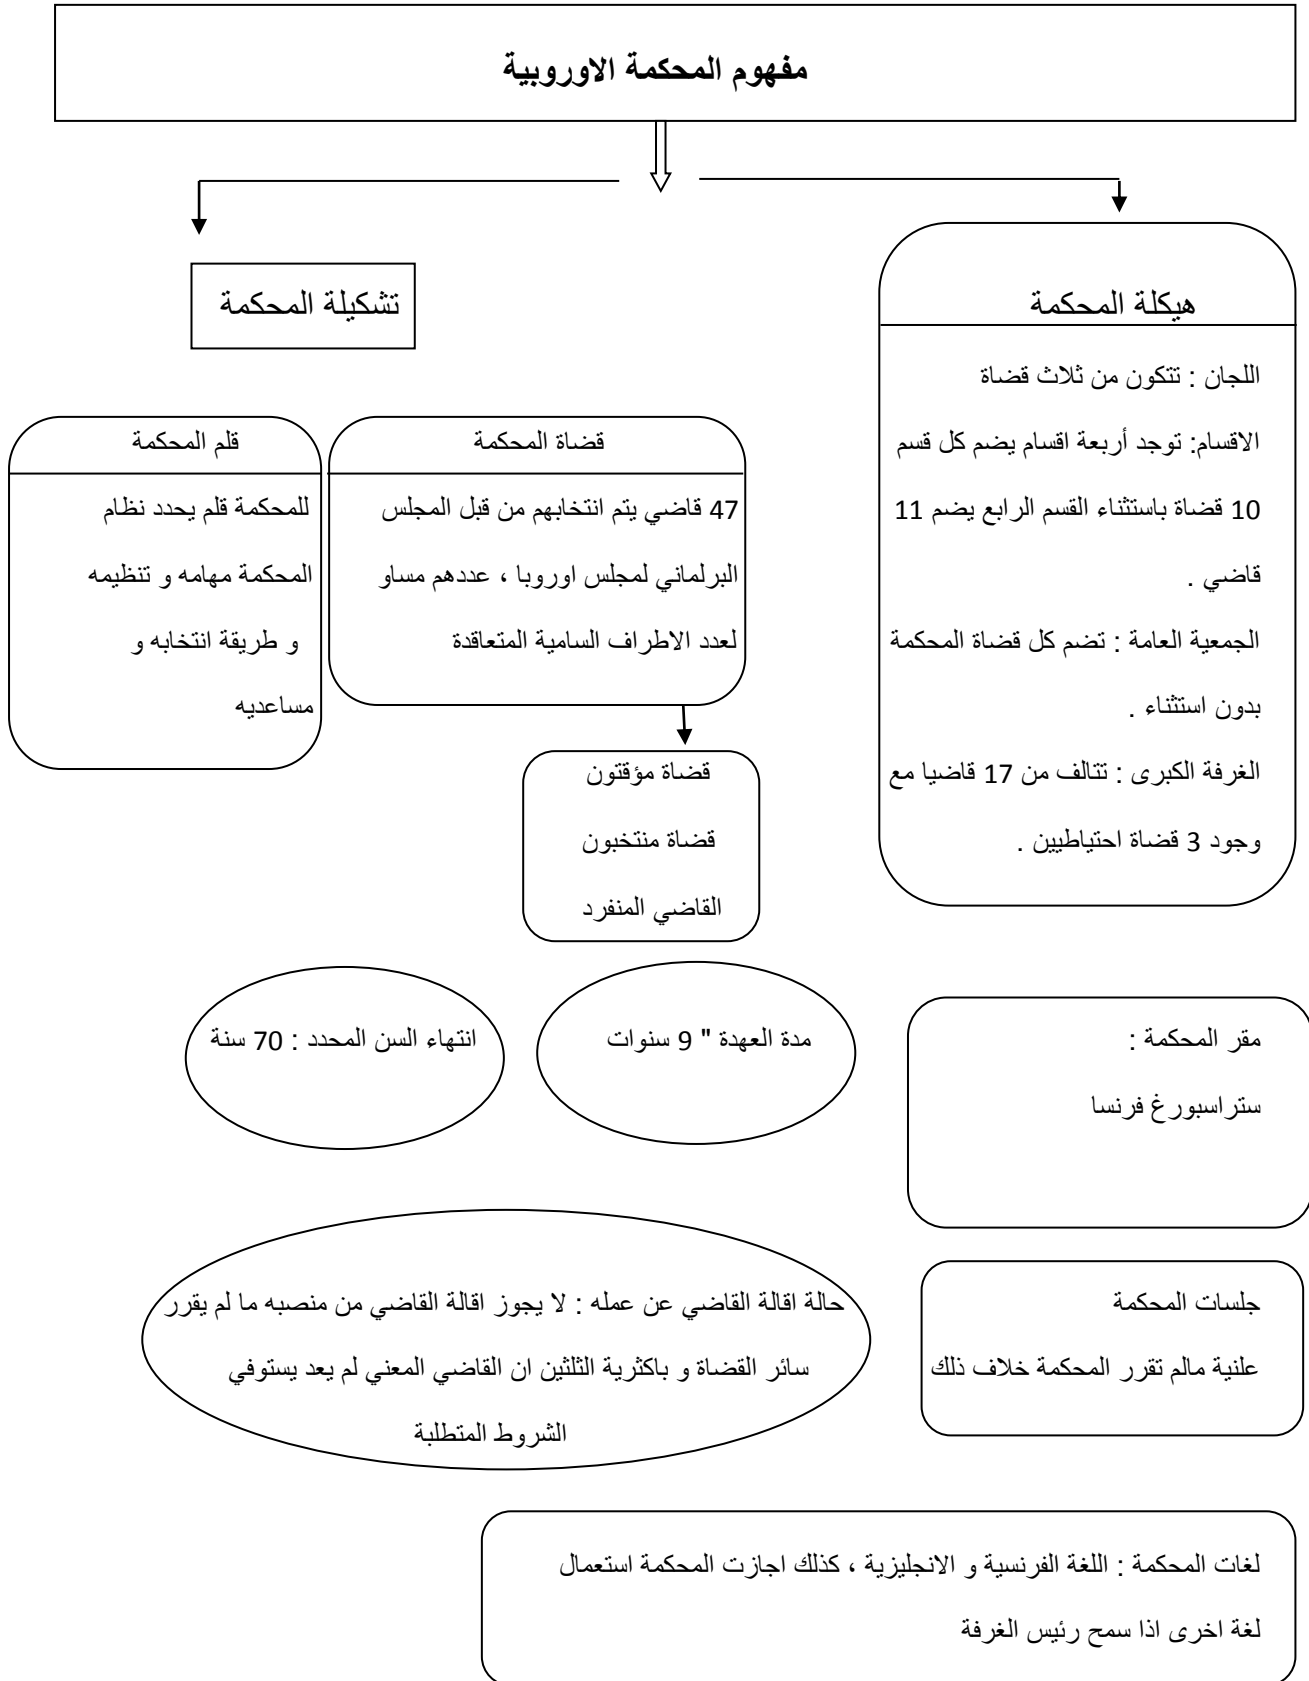 مفهوم المحكمة الاوروبية
هيكلة المحكمة
اللجان : تتكون من ثلاث قضاة
الاقسام: توجد أربعة اقسام يضم كل قسم
10 قضاة باستثناء القسم الرابع يضم 11
قاضي .
الجمعية العامة : تضم كل قضاة المحكمة
بدون استثناء .
الغرفة الكبرى : تتالف من 17 قاضيا مع
وجود 3 قضاة احتياطيين .
تشكيلة المحكمة
قضاة المحكمة
47 قاضي يتم انتخابهم من قبل المجلس
البرلماني لمجلس اوروبا ، عددهم مساو
لعدد الاطراف السامية المتعاقدة
قلم المحكمة
للمحكمة قلم يحدد نظام
المحكمة مهامه و تنظيمه
و طريقة انتخابه و
مساعديه
قضاة مؤقتون
قضاة منتخبون
القاضي المنفرد
مقر المحكمة :
ستراسبورغ فرنسا
مدة العهدة " 9 سنوات
انتهاء السن المحدد : 70 سنة
جلسات المحكمة
علنية مالم تقرر المحكمة خلاف ذلك
حالة اقالة القاضي عن عمله : لا يجوز اقالة القاضي من منصبه ما لم يقرر
سائر القضاة و باكثرية الثلثين ان القاضي المعني لم يعد يستوفي
الشروط المتطلبة
لغات المحكمة : اللغة الفرنسية و الانجليزية ، كذلك اجازت المحكمة استعمال
لغة اخرى اذا سمح رئيس الغرفة